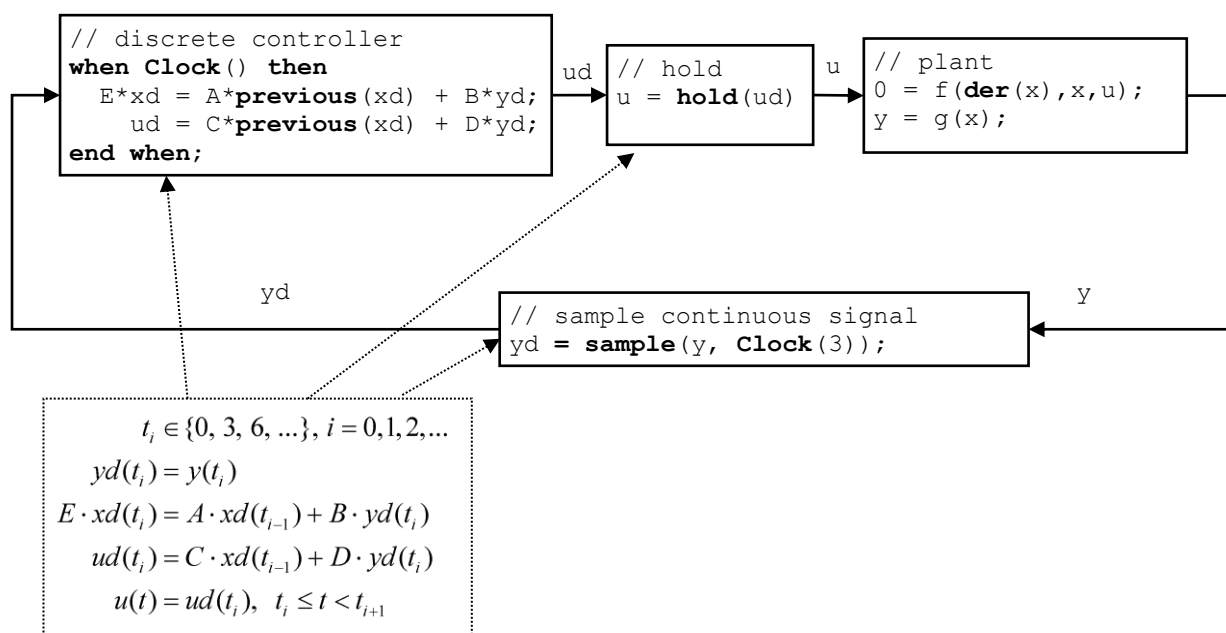 // discrete controller
when Clock() then
E*xd = A*previous(xd) + B*yd;
ud = C*previous(xd) + D*yd;
end when;
ud
// hold
u = hold(ud)
u
// plant
0 = f(der(x),x,u);
y = g(x);
yd
// sample continuous signal
yd = sample(y, Clock(3));
y
t_i ∈ {0, 3, 6, ...}, i = 0,1,2,...
yd(t_i) = y(t_i)
E · xd(t_i) = A · xd(t_{i-1}) + B · yd(t_i)
ud(t_i) = C · xd(t_{i-1}) + D · yd(t_i)
u(t) = ud(t_i), t_i ≤ t < t_{i+1}